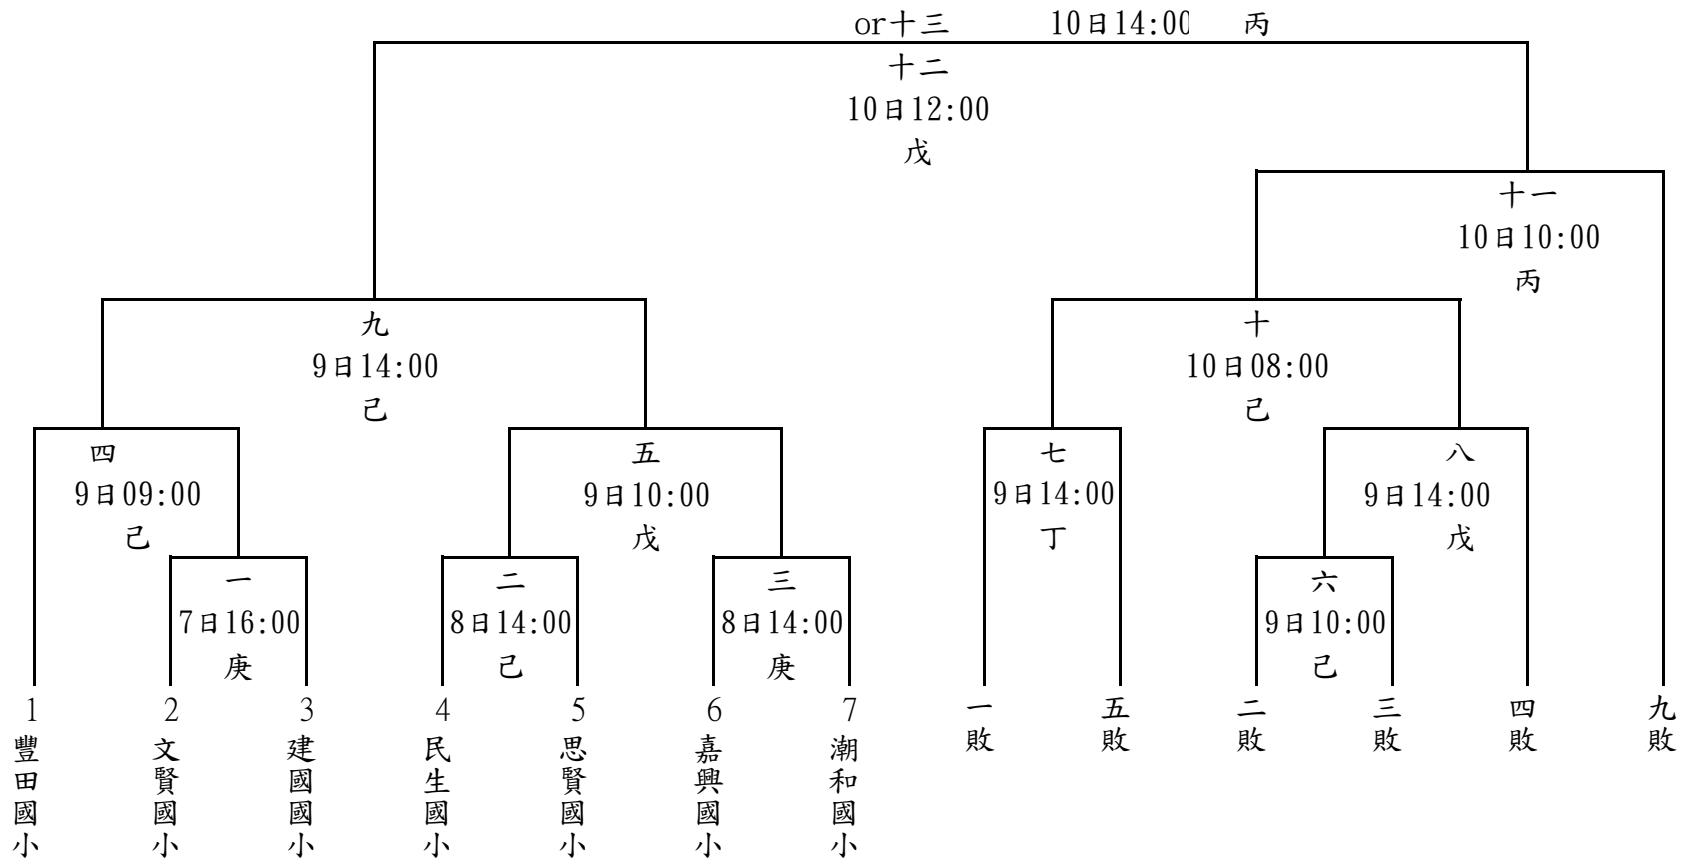 or十三 10日14:00 丙
十二
10日12:00
戊
十一
10日10:00
丙
九
9日14:00
己
十
10日08:00
己
四
9日09:00
己
五
9日10:00
戊
七
9日14:00
丁
八
9日14:00
戊
一
7日16:00
庚
二
8日14:00
己
三
8日14:00
庚
六
9日10:00
己
1
豐田國小
2
文賢國小
3
建國國小
4
民生國小
5
思賢國小
6
嘉興國小
7
潮和國小
一敗
五敗
二敗
三敗
四敗
九敗